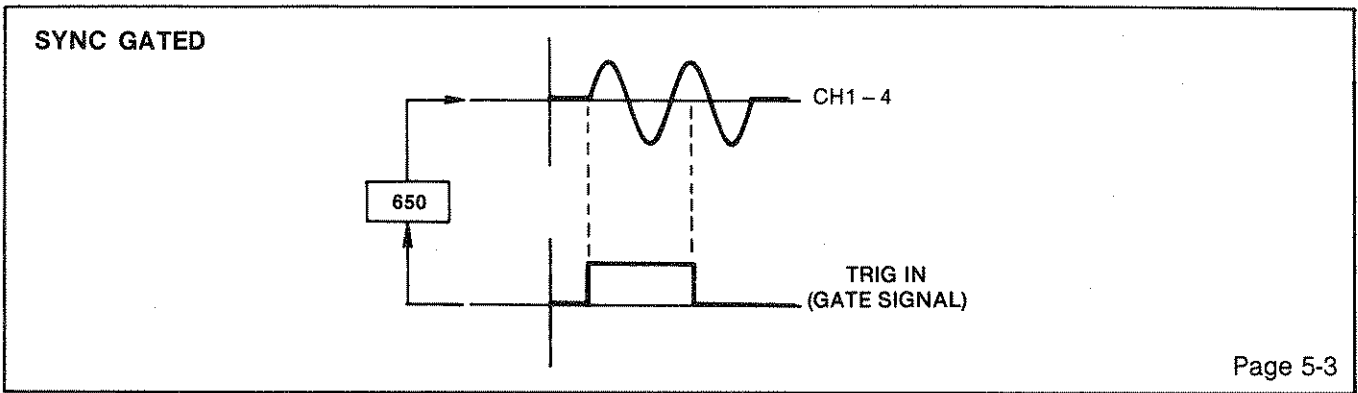 SYNC GATED
CH1 – 4
650
TRIG IN
(GATE SIGNAL)
Page 5-3